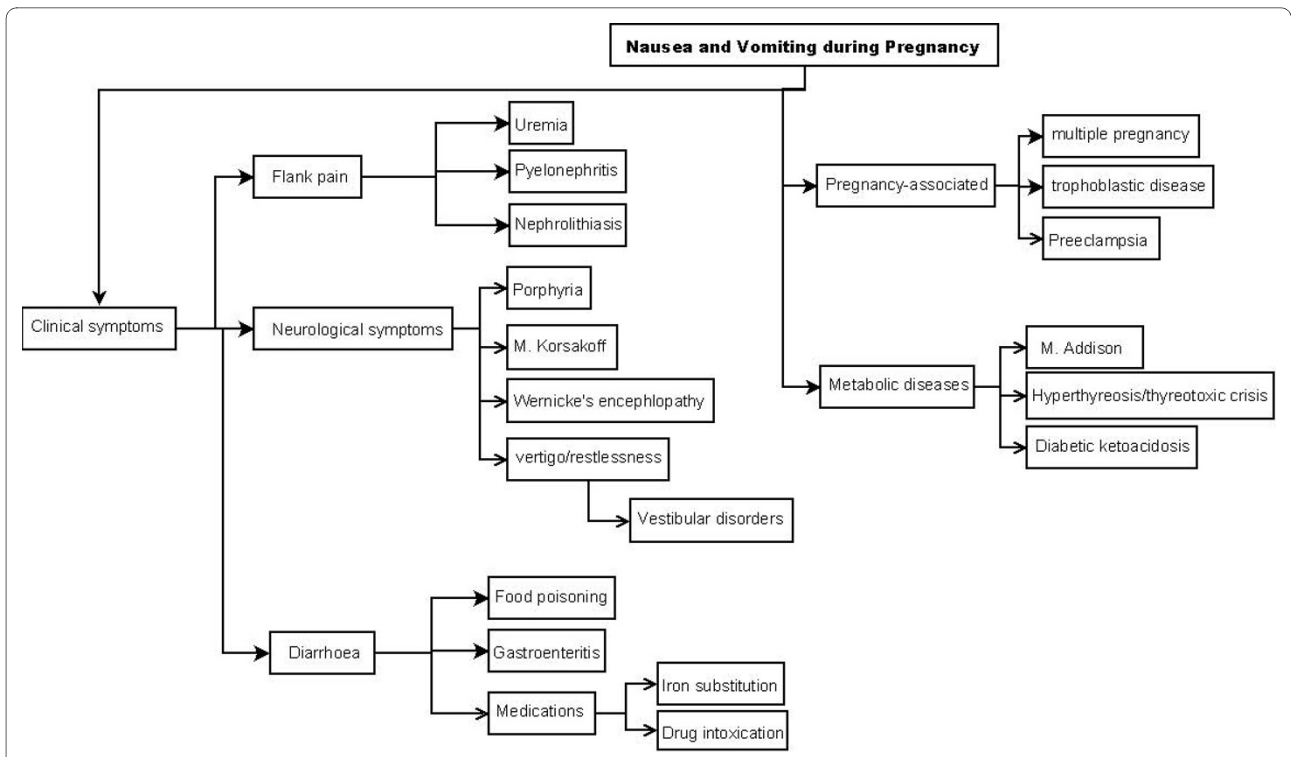 Nausea and Vomiting during Pregnancy
Clinical symptoms
Flank pain
Uremia
Pyelonephritis
Nephrolithiasis
Neurological symptoms
Porphyria
M. Korsakoff
Wernicke's encephlopathy
vertigo/restlessness
Vestibular disorders
Diarrhoea
Food poisoning
Gastroenteritis
Medications
Iron substitution
Drug intoxication
Pregnancy-associated
multiple pregnancy
trophoblastic disease
Preeclampsia
Metabolic diseases
M. Addison
Hyperthyreosis/thyreotoxic crisis
Diabetic ketoacidosis